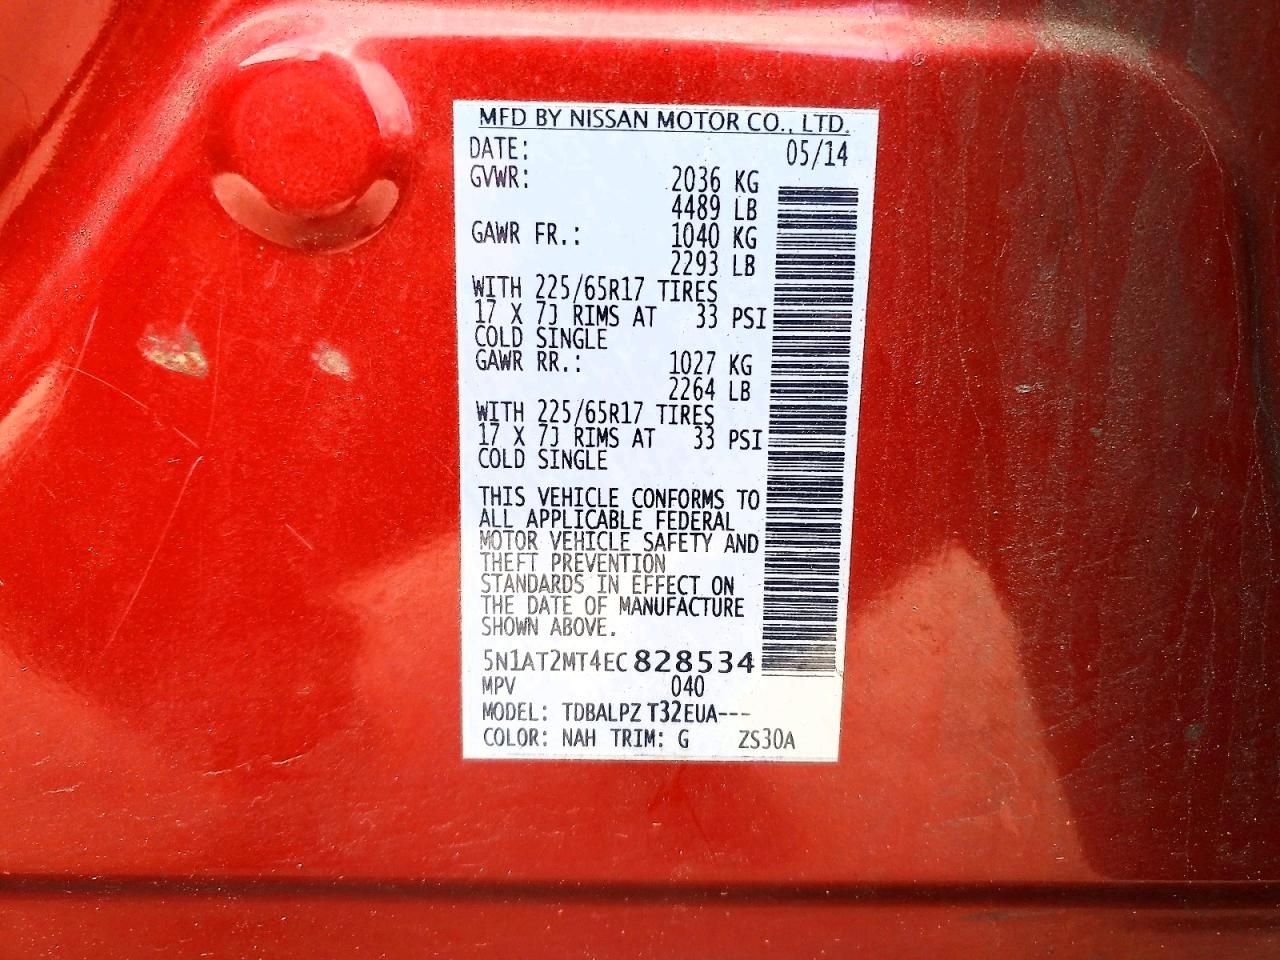 MFD BY NISSAN MOTOR CO., LTD.
DATE: 05/14
GVWR: 2036 KG
4489 LB
GAWR FR.: 1040 KG
2293 LB
WITH 225/65R17 TIRES
17 X 7J RIMS AT 33 PSI
COLD SINGLE
GAWR RR.: 1027 KG
2264 LB
WITH 225/65R17 TIRES
17 X 7J RIMS AT 33 PSI
COLD SINGLE
THIS VEHICLE CONFORMS TO
ALL APPLICABLE FEDERAL
MOTOR VEHICLE SAFETY AND
THEFT PREVENTION
STANDARDS IN EFFECT ON
THE DATE OF MANUFACTURE
SHOWN ABOVE.
5N1AT2MT4EC828534
MPV 040
MODEL: TDBALPZ T32EUA---
COLOR: NAH TRIM: G ZS30A